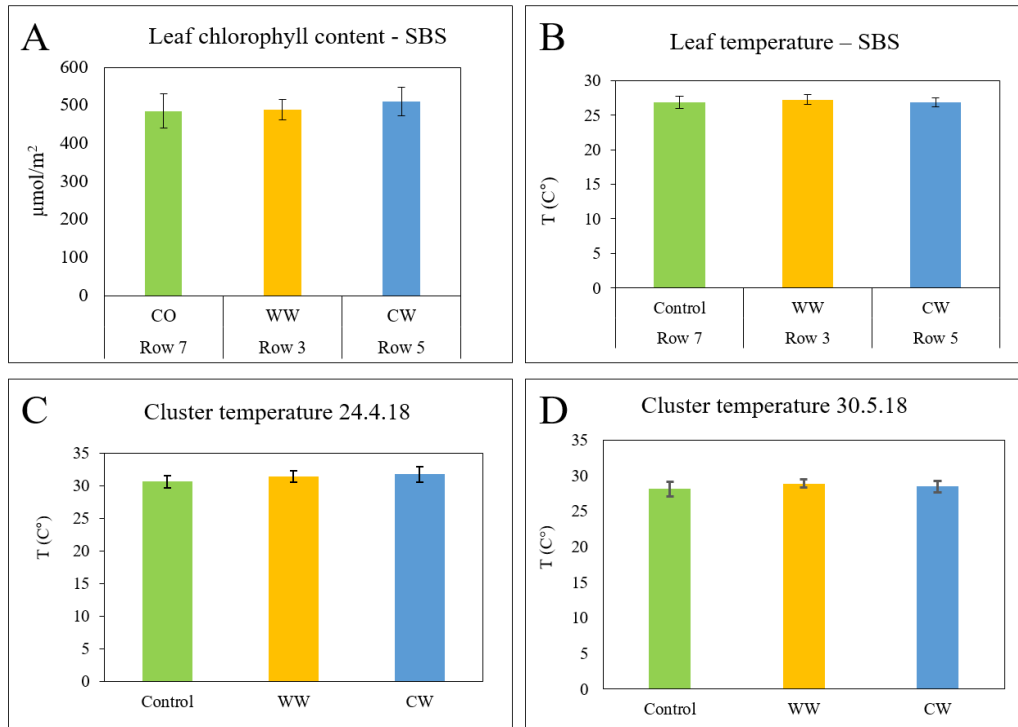 A
Leaf chlorophyll content - SBS
600
500
400
300
200
100
0
µmol/m²
CO WW CW
Row 7 Row 3 Row 5
B
Leaf temperature – SBS
30
25
20
15
10
5
0
T (C°)
Control WW CW
Row 7 Row 3 Row 5
C
Cluster temperature 24.4.18
35
30
25
20
15
10
5
0
T (C°)
Control WW CW
D
Cluster temperature 30.5.18
35
30
25
20
15
10
5
0
T (C°)
Control WW CW